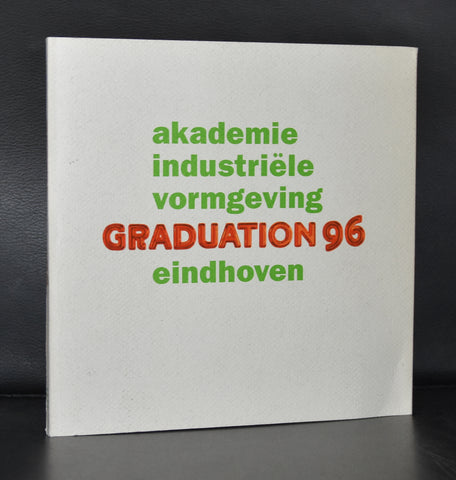 akademie
industriële
vormgeving
GRADUATION 96
eindhoven